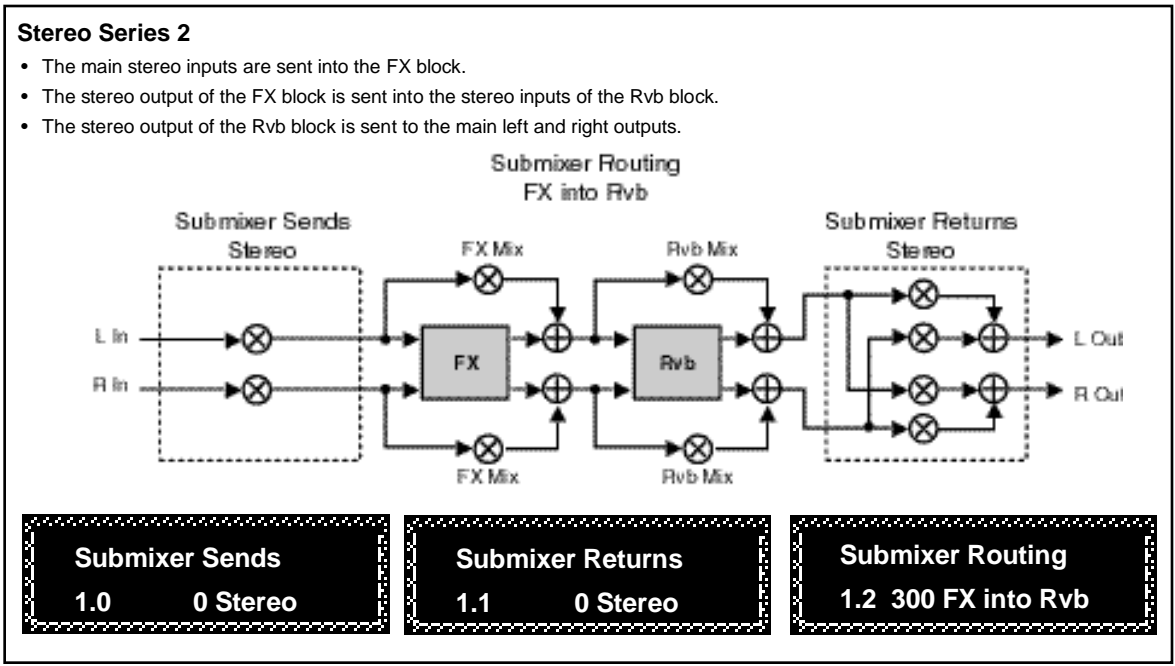 Stereo Series 2
• The main stereo inputs are sent into the FX block.
• The stereo output of the FX block is sent into the stereo inputs of the Rvb block.
• The stereo output of the Rvb block is sent to the main left and right outputs.
Submixer Routing
FX into Rvb
Submixer Sends
Stereo
FX Mix
Rvb Mix
Submixer Returns
Stereo
L In
R In
FX
Rvb
L Out
R Out
FX Mix
Rvb Mix
Submixer Sends
1.0 0 Stereo
Submixer Returns
1.1 0 Stereo
Submixer Routing
1.2 300 FX into Rvb